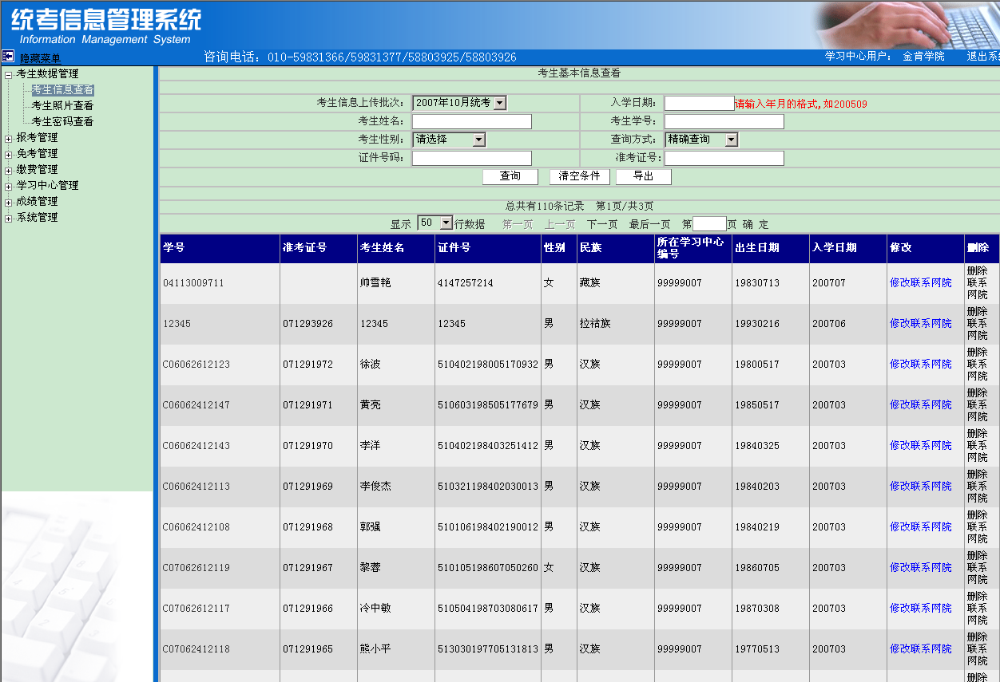 统考信息管理系统
Information Management System
隐藏菜单
咨询电话：010-59831366/59831377/58803925/58803926
学习中心用户： 金肯学院 退出系
考生数据管理
考生信息查看
考生照片查看
考生密码查看
报考管理
免考管理
缴费管理
学习中心管理
成绩管理
系统管理
考生基本信息查看
考生信息上传批次： 2007年10月统考 入学日期： 请输入年月的格式,如200509
考生姓名： 考生学号：
考生性别： 请选择 查询方式： 精确查询
证件号码： 准考证号：
查询 清空条件 导出
总共有110条记录 第1页/共3页
显示 50 行数据 第一页 上一页 下一页 最后一页 第 页 确 定
学号 准考证号 考生姓名 证件号 性别 民族 所在学习中心编号 出生日期 入学日期 修改 删除
04113009711 帅雪艳 4147257214 女 藏族 99999007 19830713 200707 修改联系网院 删除联系网院
12345 071293926 12345 12345 男 拉祜族 99999007 19930216 200706 修改联系网院 删除联系网院
C06062612123 071291972 徐波 510402198005170932 男 汉族 99999007 19800517 200703 修改联系网院 删除联系网院
C06062412147 071291971 黄亮 510603198505177679 男 汉族 99999007 19850517 200703 修改联系网院 删除联系网院
C06062412143 071291970 李洋 510402198403251412 男 汉族 99999007 19840325 200703 修改联系网院 删除联系网院
C06062412113 071291969 李俊杰 510321198402030013 男 汉族 99999007 19840203 200703 修改联系网院 删除联系网院
C06062412108 071291968 郭强 510106198402190012 男 汉族 99999007 19840219 200703 修改联系网院 删除联系网院
C07062612119 071291967 黎蓉 510105198607050260 女 汉族 99999007 19860705 200703 修改联系网院 删除联系网院
C07062612117 071291966 冷中敏 510504198703080617 男 汉族 99999007 19870308 200703 修改联系网院 删除联系网院
C07062412118 071291965 熊小平 513030197705131813 男 汉族 99999007 19770513 200703 修改联系网院 删除联系网院
删除